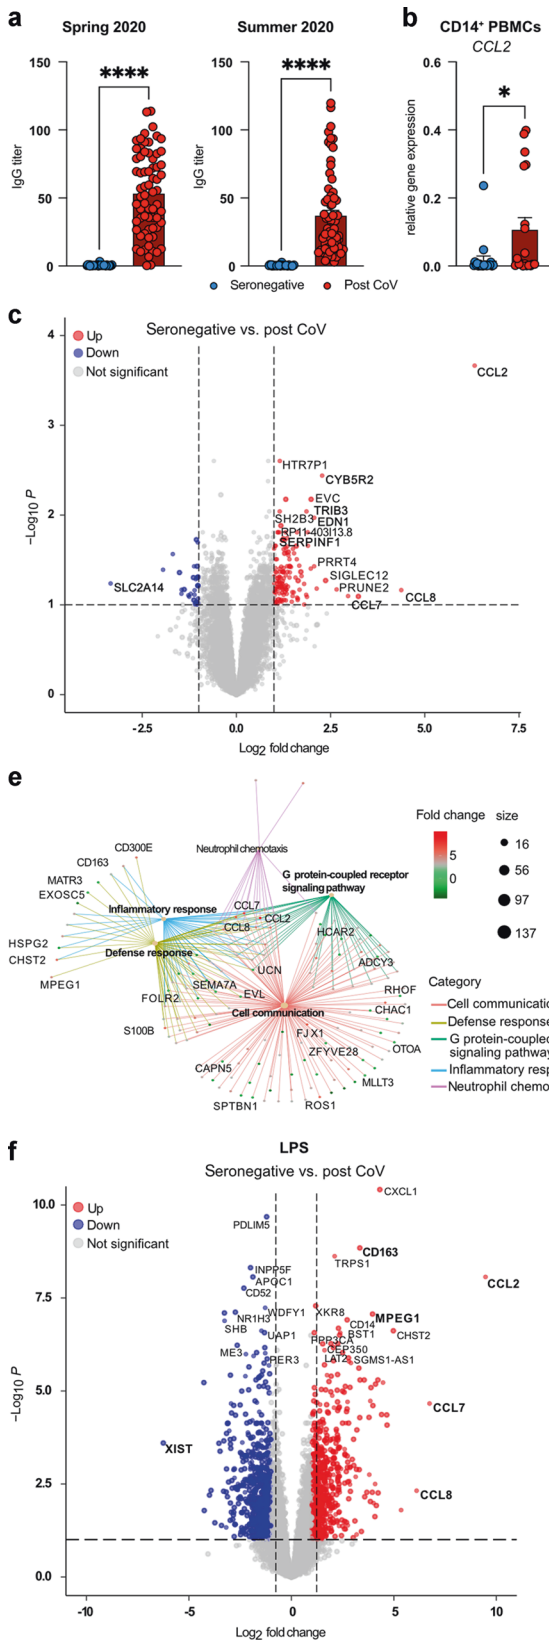 a
Spring 2020
Summer 2020
b
CD14+ PBMCs
CCL2
150
100
50
0
IgG titer
****
150
100
50
0
IgG titer
****
0.6
0.4
0.2
0.0
relative gene expression
*
Seronegative
Post CoV
c
Seronegative vs. post CoV
Up
Down
Not significant
4
3
2
1
0
−Log10 P
CCL2
HTR7P1
CYB5R2
EVC
TRIB3
SH2B3
EDN1
RP11-403I13.8
SERPINF1
PRRT4
SIGLEC12
PRUNE2
SLC2A14
CCL8
CCL7
-2.5
0.0
2.5
5.0
7.5
Log2 fold change
e
Neutrophil chemotaxis
CD300E
CD163
MATR3
EXOSC5
G protein-coupled receptor
signaling pathway
Inflammatory response
CCL7
CCL2
CCL8
HCAR2
HSPG2
Defense response
CHST2
ADCY3
UCN
MPEG1
SEMA7A
RHOF
FOLR2
EVL
Cell communication
CHAC1
S100B
FJX1
OTOA
ZFYVE28
CAPN5
MLLT3
SPTBN1
ROS1
Fold change
5
0
size
16
56
97
137
Category
Cell communicatio
Defense response
G protein-coupled
signaling pathway
Inflammatory resp
Neutrophil chemo
f
LPS
Seronegative vs. post CoV
Up
Down
Not significant
10.0
7.5
5.0
2.5
0.0
−Log10 P
CXCL1
PDLIM5
CD163
TRPS1
INPP5F
APOC1
CCL2
CD52
WDFY1
XKR8
MPEG1
NR1H3
CD14
SHB
UAP1
BST1
CHST2
PPP3CA
ME3
CEP350
PER3
LAT2
SGMS1-AS1
CCL7
XIST
CCL8
-10
-5
0
5
10
Log2 fold change